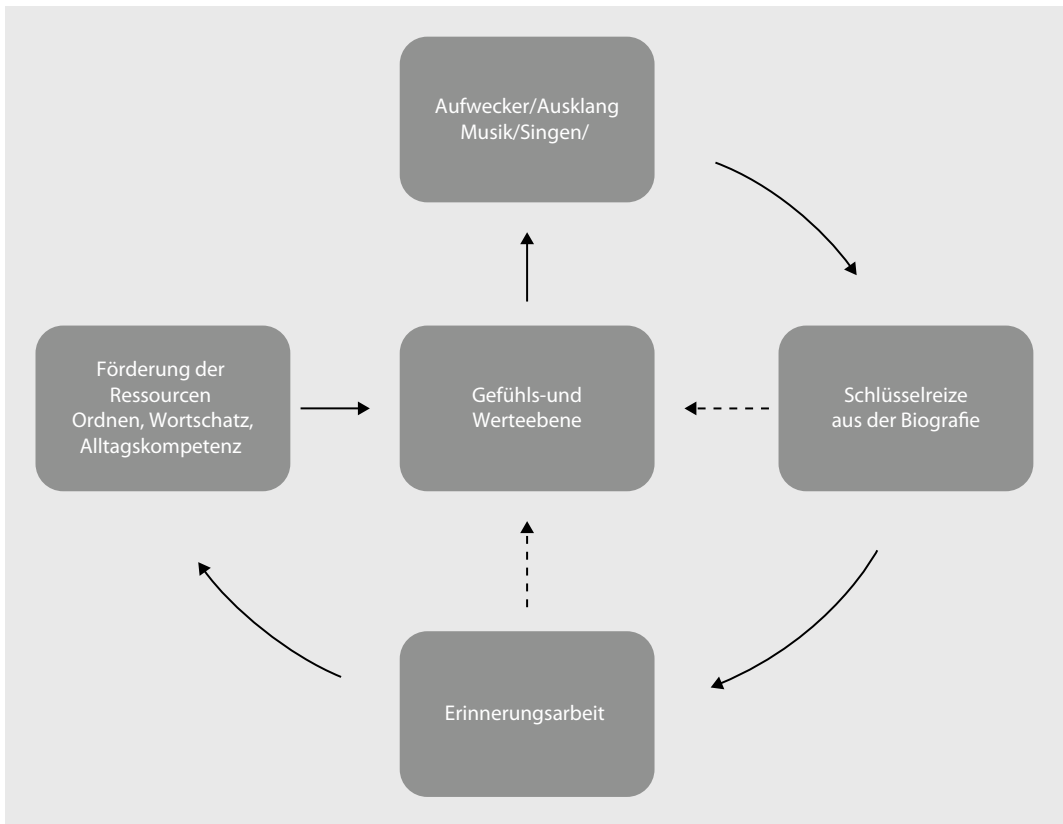 Aufwecker/Ausklang
Musik/Singen/
Förderung der
Ressourcen
Ordnen, Wortschatz,
Alltagskompetenz
Gefühls-und
Werteebene
Schlüsselreize
aus der Biografie
Erinnerungsarbeit